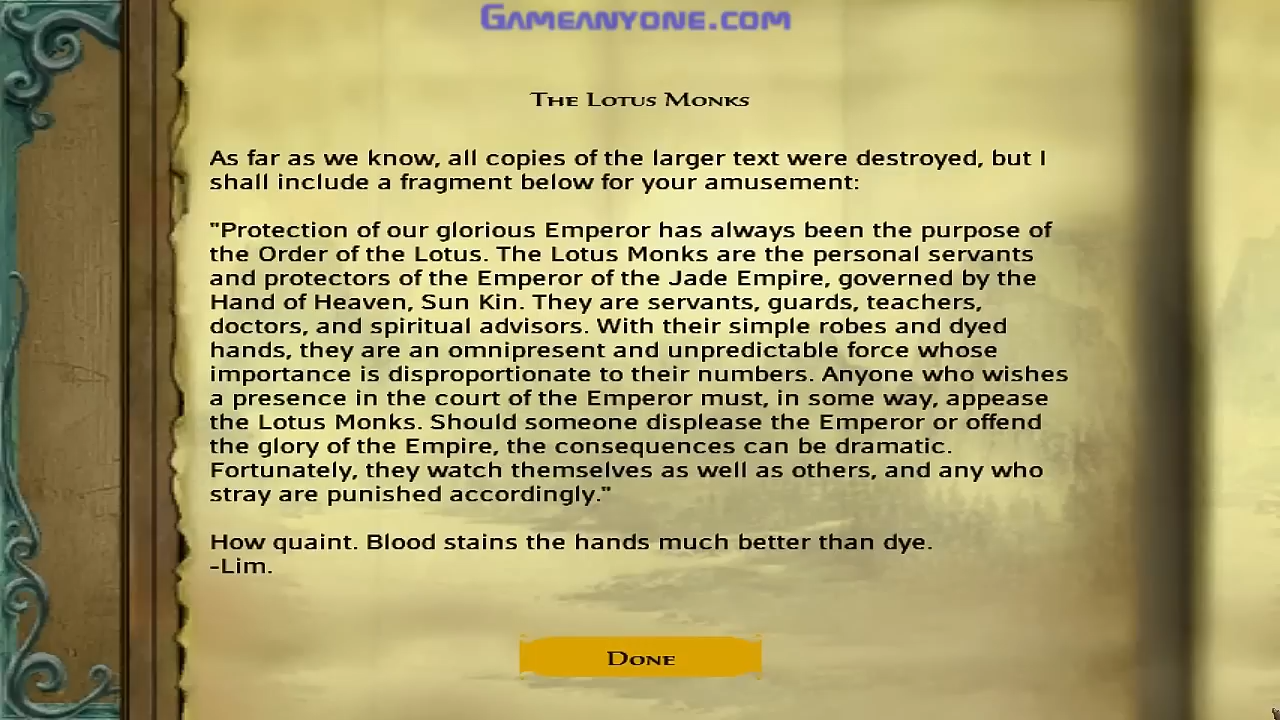 GAMEANYONE.COM
THE LOTUS MONKS
As far as we know, all copies of the larger text were destroyed, but I
shall include a fragment below for your amusement:
"Protection of our glorious Emperor has always been the purpose of
the Order of the Lotus. The Lotus Monks are the personal servants
and protectors of the Emperor of the Jade Empire, governed by the
Hand of Heaven, Sun Kin. They are servants, guards, teachers,
doctors, and spiritual advisors. With their simple robes and dyed
hands, they are an omnipresent and unpredictable force whose
importance is disproportionate to their numbers. Anyone who wishes
a presence in the court of the Emperor must, in some way, appease
the Lotus Monks. Should someone displease the Emperor or offend
the glory of the Empire, the consequences can be dramatic.
Fortunately, they watch themselves as well as others, and any who
stray are punished accordingly."
How quaint. Blood stains the hands much better than dye.
-Lim.
DONE